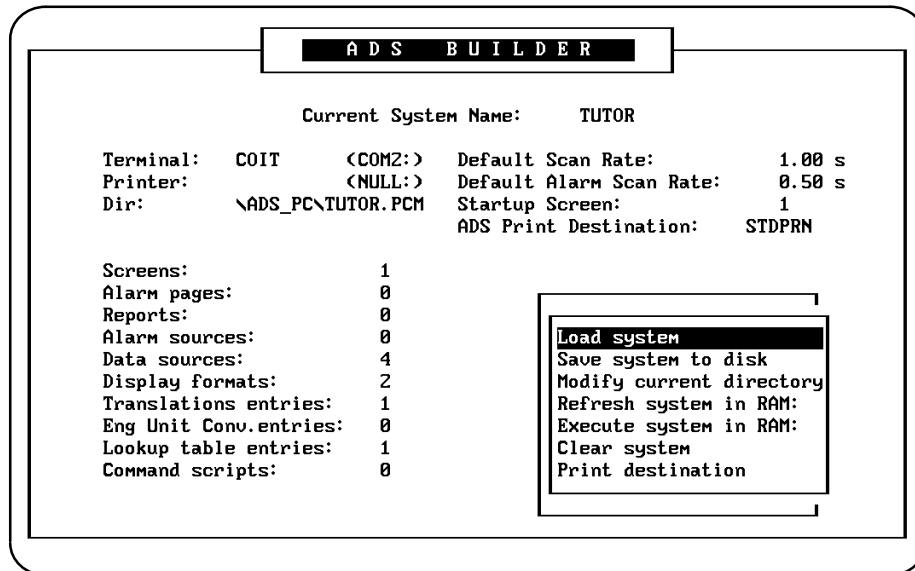 ADS BUILDER
Current System Name: TUTOR
Terminal: COIT (COM2:) Default Scan Rate: 1.00 s
Printer: (NULL:) Default Alarm Scan Rate: 0.50 s
Dir: \ADS_PC\TUTOR.PCM Startup Screen: 1
ADS Print Destination: STDPRN
Screens: 1
Alarm pages: 0
Reports: 0
Alarm sources: 0
Data sources: 4
Display formats: 2
Translations entries: 1
Eng Unit Conv.entries: 0
Lookup table entries: 1
Command scripts: 0
Load system
Save system to disk
Modify current directory
Refresh system in RAM:
Execute system in RAM:
Clear system
Print destination